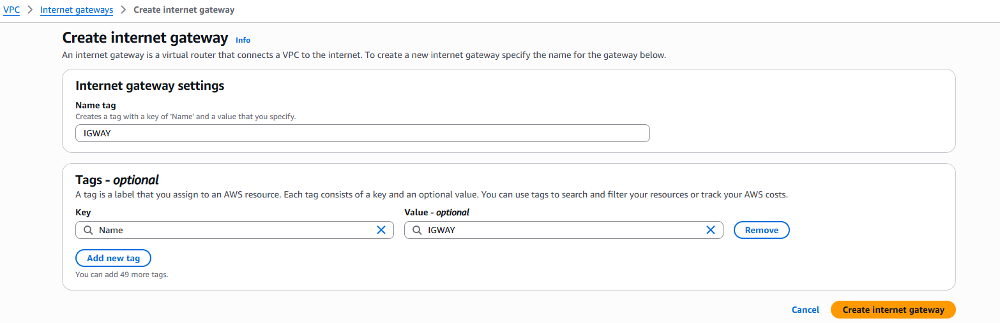 VPC > Internet gateways > Create internet gateway
Create internet gateway Info
An internet gateway is a virtual router that connects a VPC to the internet. To create a new internet gateway specify the name for the gateway below.
Internet gateway settings
Name tag
Creates a tag with a key of 'Name' and a value that you specify.
IGWAY
Tags - optional
A tag is a label that you assign to an AWS resource. Each tag consists of a key and an optional value. You can use tags to search and filter your resources or track your AWS costs.
Key Value - optional
Name IGWAY Remove
Add new tag
You can add 49 more tags.
Cancel Create internet gateway